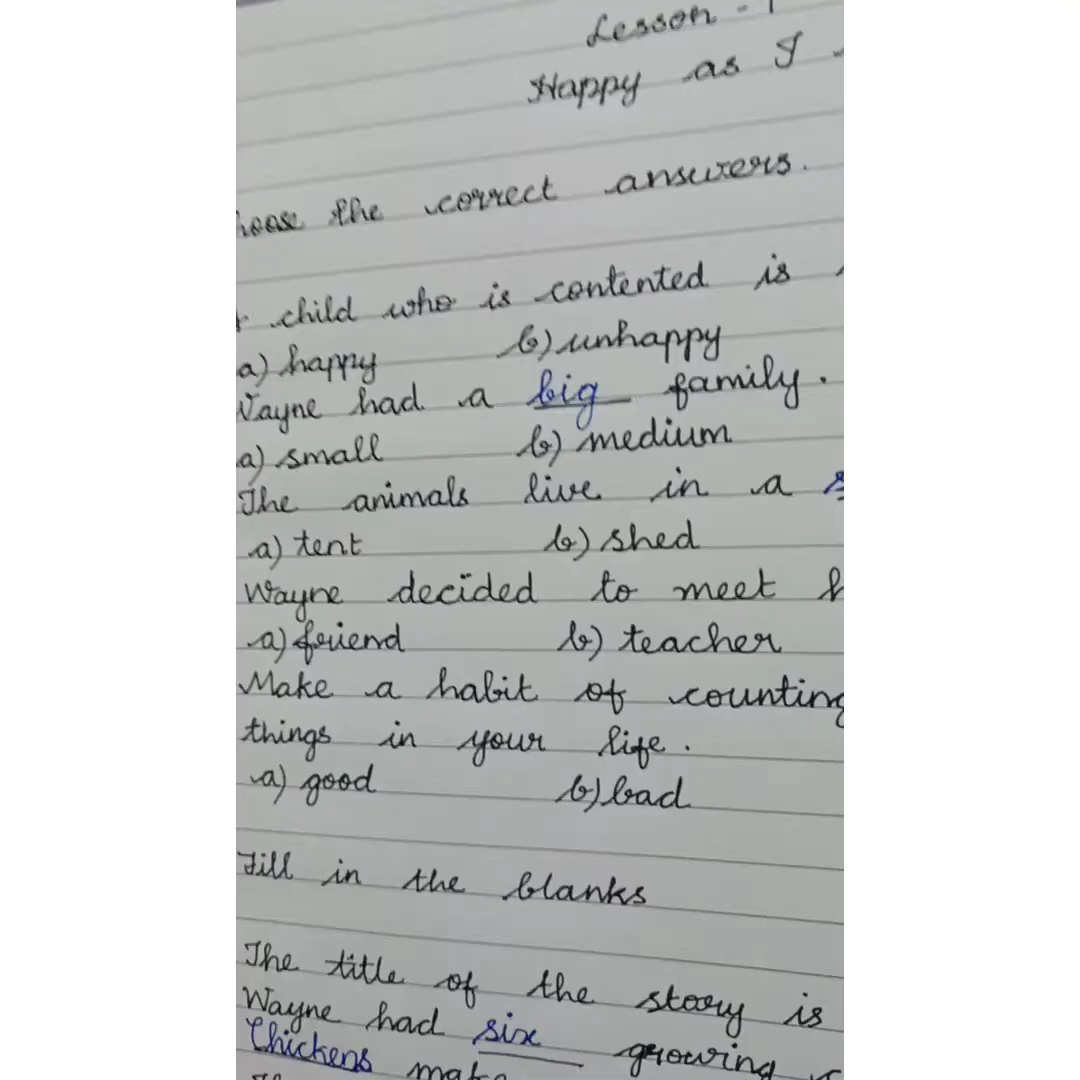 Lesson -
Happy as I
the correct answers.
child who is contented is
a) happy b) unhappy
Wayne had a big family.
a) small b) medium
The animals live in a
a) tent b) shed
Wayne decided to meet
a) friend b) teacher
Make a habit of counting
things in your life.
a) good b) bad
Fill in the blanks
The title of the story is
Wayne had six growing
Chickens